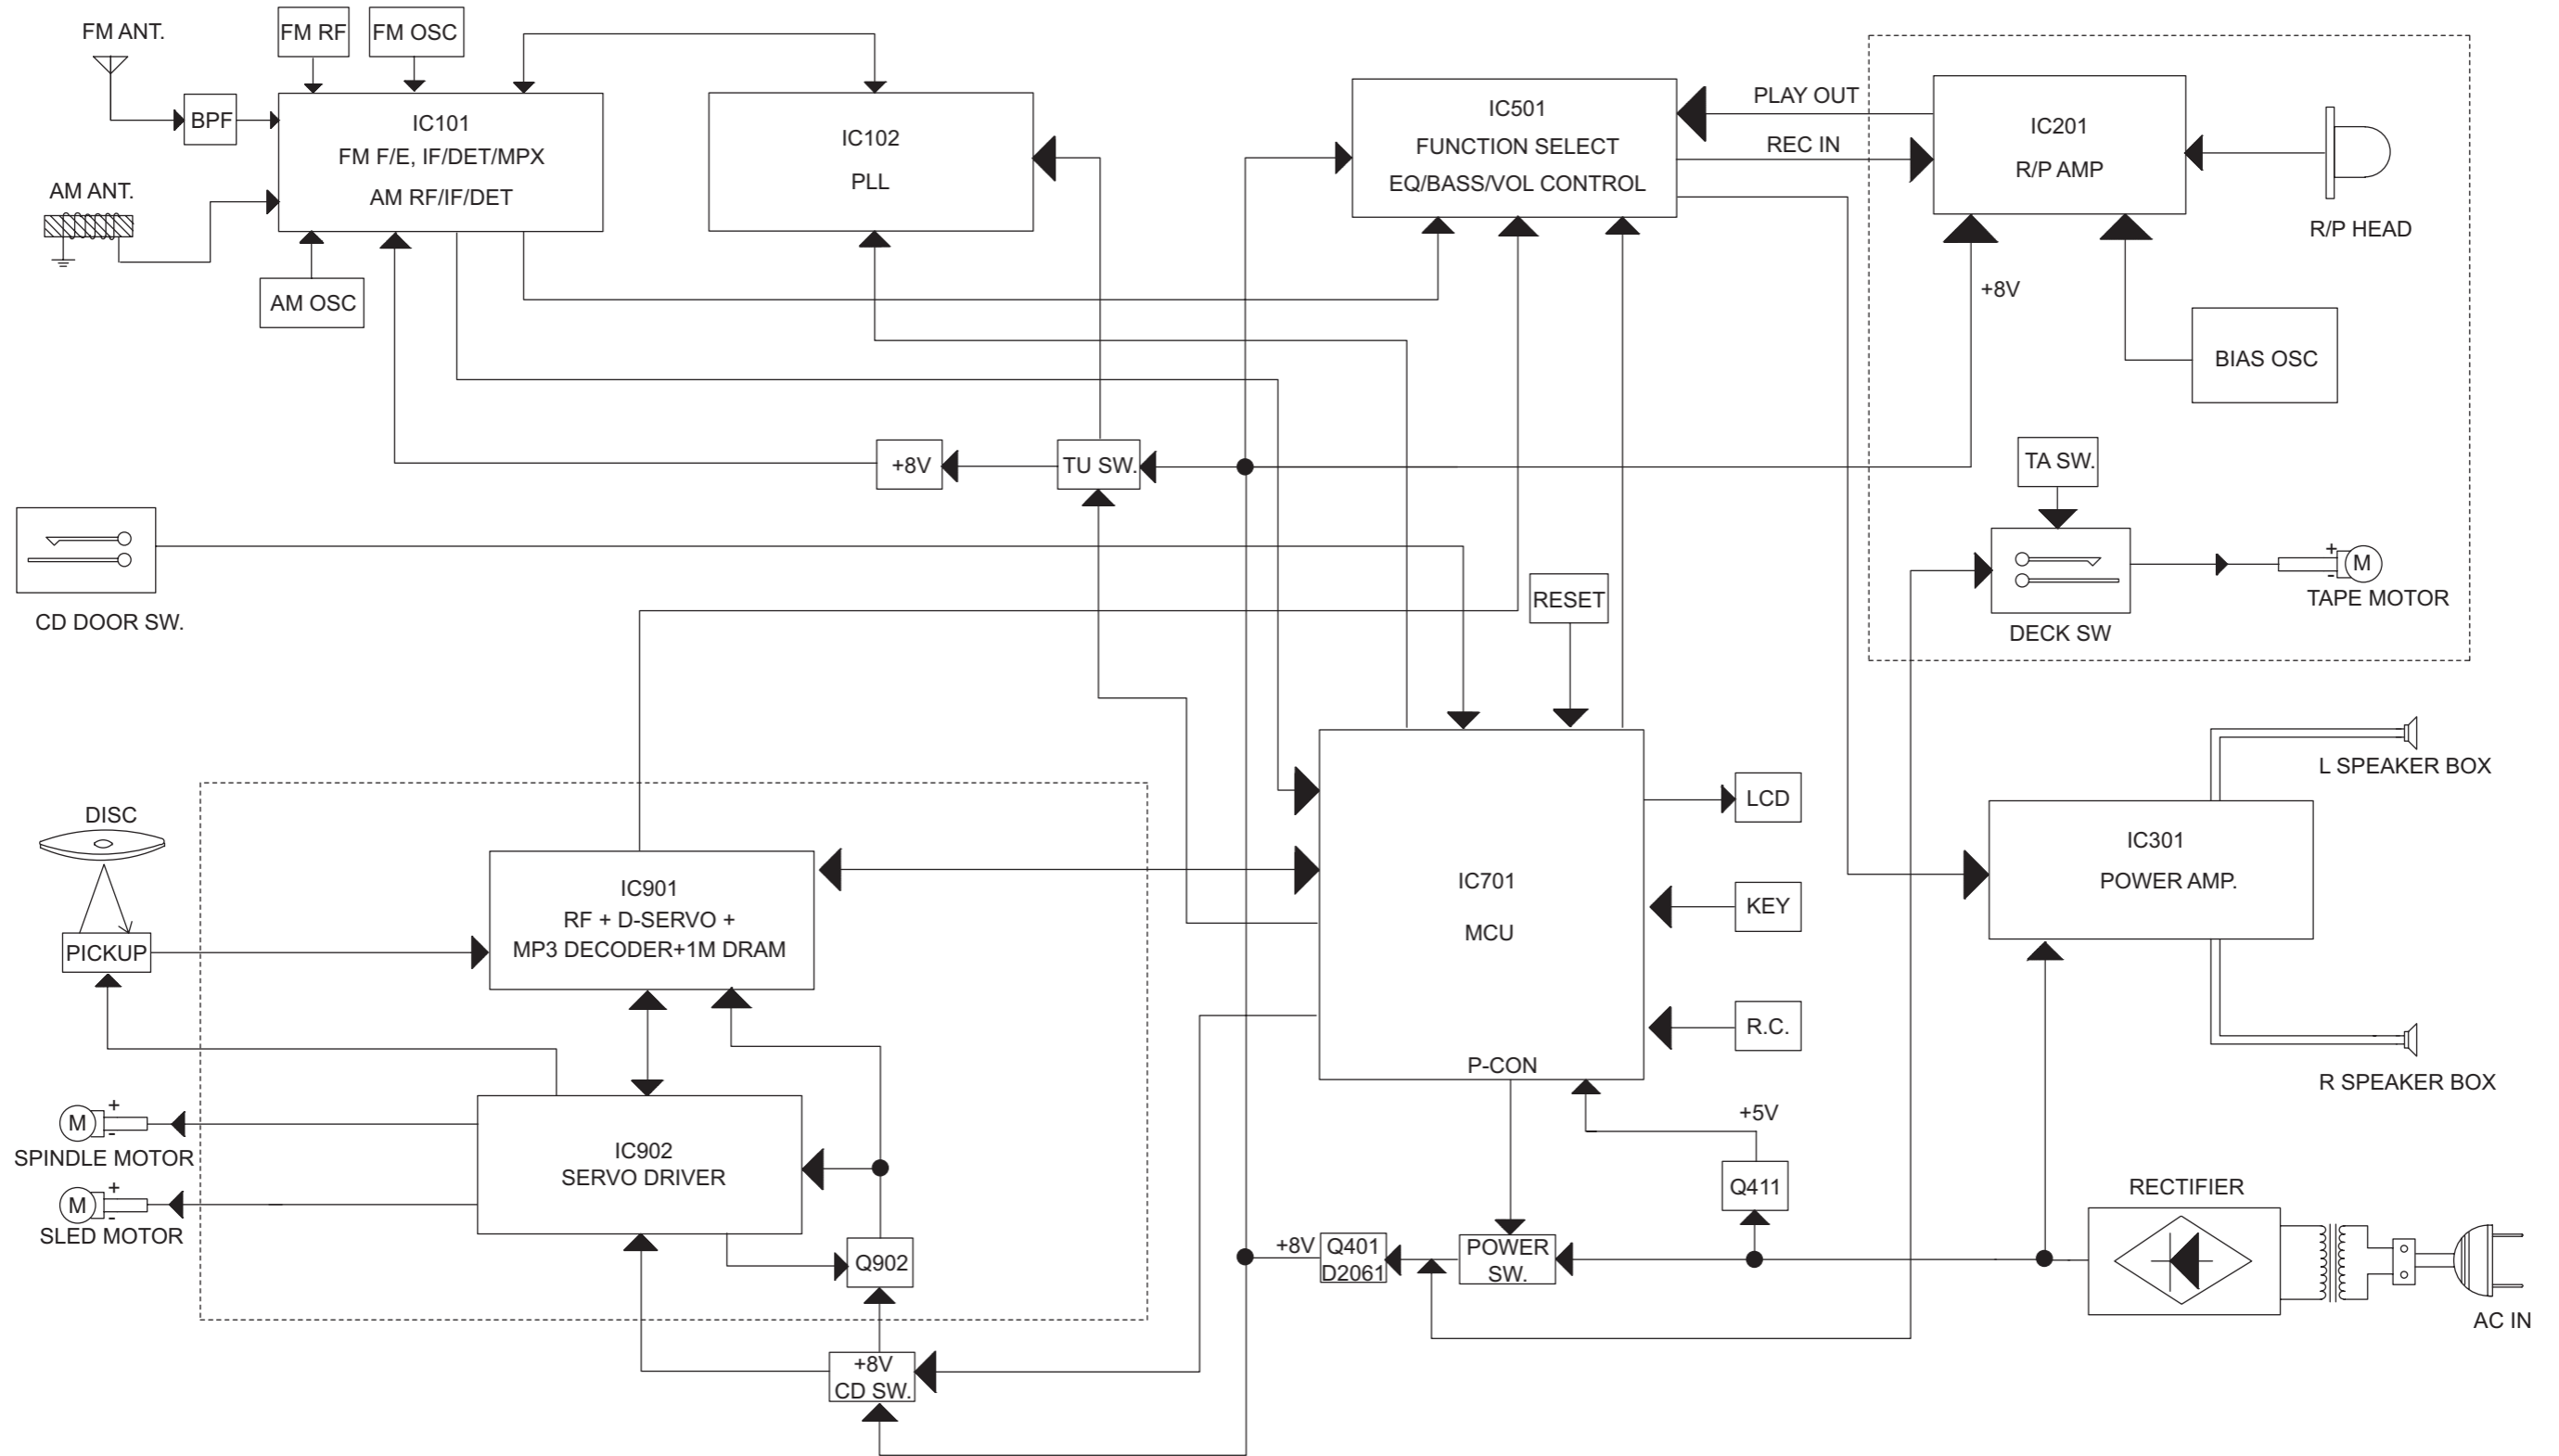 FM ANT.
FM RF
FM OSC
BPF
IC101
FM F/E, IF/DET/MPX
AM RF/IF/DET
AM ANT.
AM OSC
IC102
PLL
IC501
FUNCTION SELECT
EQ/BASS/VOL CONTROL
PLAY OUT
REC IN
IC201
R/P AMP
R/P HEAD
+8V
BIAS OSC
+8V
TU SW.
TA SW.
DECK SW
+
M
-
TAPE MOTOR
CD DOOR SW.
RESET
DISC
PICKUP
IC901
RF + D-SERVO +
MP3 DECODER+1M DRAM
IC701
MCU
P-CON
LCD
KEY
R.C.
L SPEAKER BOX
IC301
POWER AMP.
R SPEAKER BOX
M
+
-
SPINDLE MOTOR
M
+
-
SLED MOTOR
IC902
SERVO DRIVER
Q902
+8V
CD SW.
+8V
Q401
D2061
POWER
SW.
+5V
Q411
RECTIFIER
AC IN